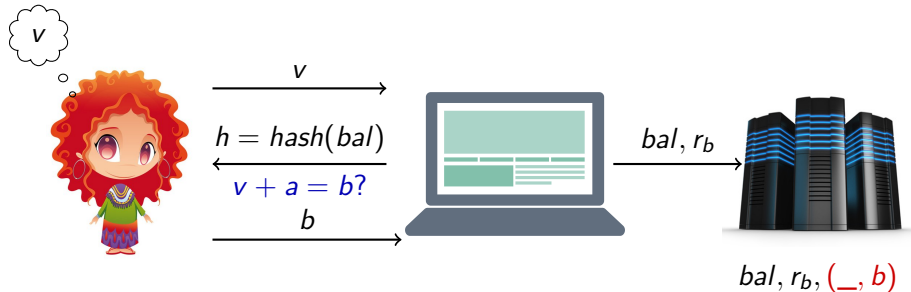 v
v
h = hash(bal)
v + a = b?
b
bal, r_b
bal, r_b, (_, b)